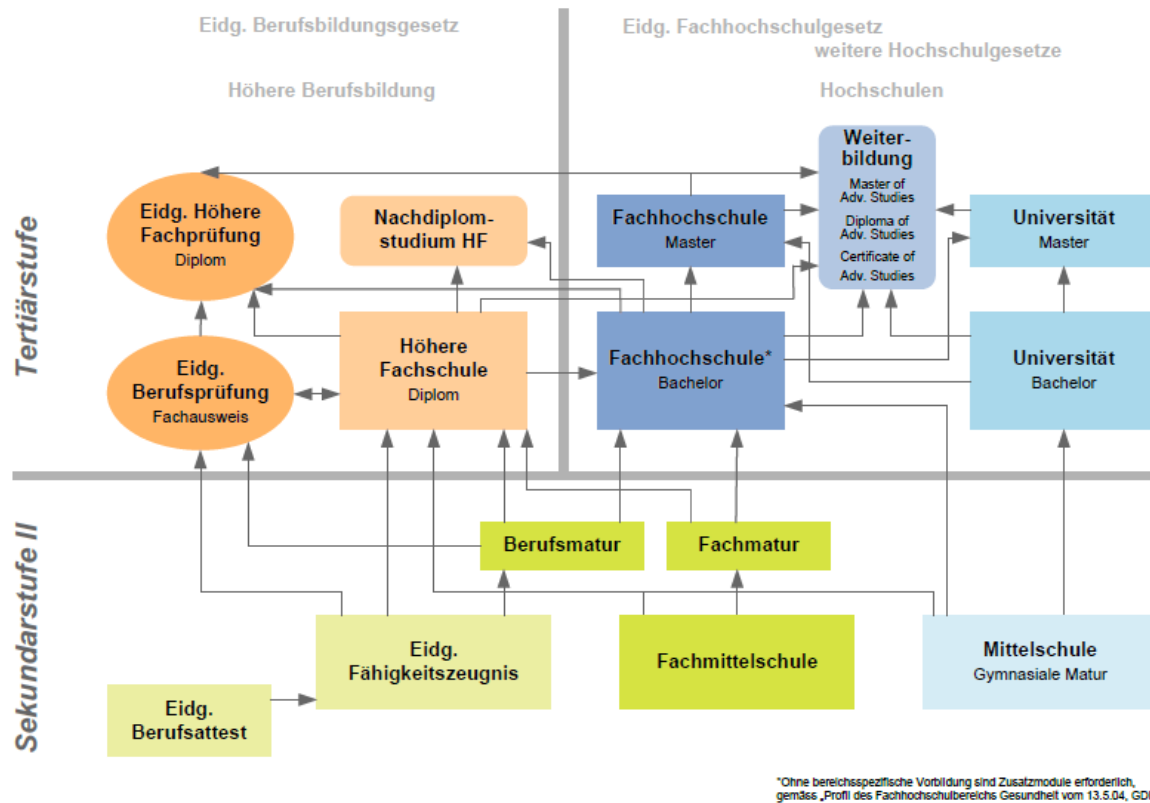 Eidg. Berufsbildungsgesetz
Eidg. Fachhochschulgesetz
weitere Hochschulgesetze
Höhere Berufsbildung
Hochschulen
Tertiärstufe
Weiter-
bildung
Master of
Adv. Studies
Diploma of
Adv. Studies
Certificate of
Adv. Studies
Eidg. Höhere
Fachprüfung
Diplom
Nachdiplom-
studium HF
Fachhochschule
Master
Universität
Master
Eidg.
Berufsprüfung
Fachausweis
Höhere
Fachschule
Diplom
Fachhochschule*
Bachelor
Universität
Bachelor
Sekundarstufe II
Berufsmatur
Fachmatur
Eidg.
Fähigkeitszeugnis
Fachmittelschule
Mittelschule
Gymnasiale Matur
Eidg.
Berufsattest
*Ohne bereichsspezifische Vorbildung sind Zusatzmodule erforderlich,
gemäss „Profil des Fachhochschulbereichs Gesundheit vom 13.5.04, GD